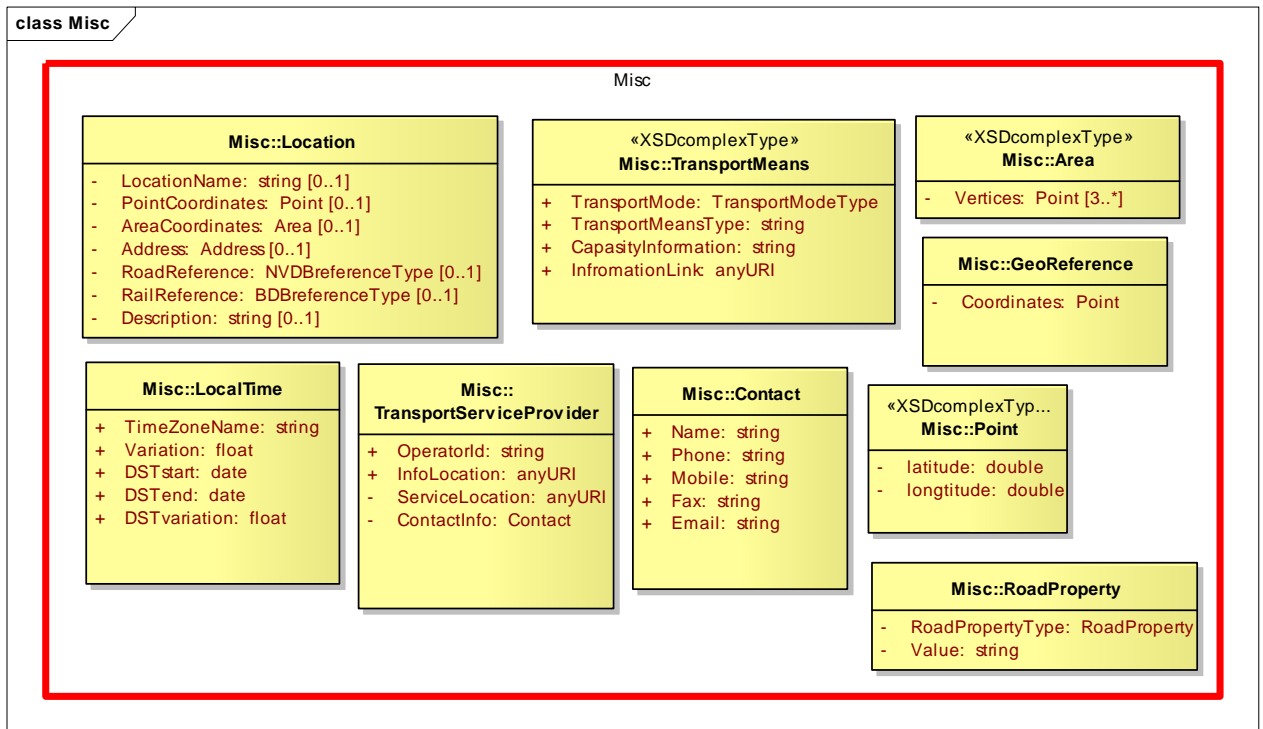 class Misc
Misc
Misc::Location
- LocationName: string [0..1]
- PointCoordinates: Point [0..1]
- AreaCoordinates: Area [0..1]
- Address: Address [0..1]
- RoadReference: NVDBreferenceType [0..1]
- RailReference: BDBreferenceType [0..1]
- Description: string [0..1]
«XSDcomplexType»
Misc::TransportMeans
+ TransportMode: TransportModeType
+ TransportMeansType: string
+ CapasityInformation: string
+ InfromationLink: anyURI
«XSDcomplexType»
Misc::Area
- Vertices: Point [3..*]
Misc::GeoReference
- Coordinates: Point
Misc::LocalTime
+ TimeZoneName: string
+ Variation: float
+ DSTstart: date
+ DSTend: date
+ DSTvariation: float
Misc::
TransportServiceProvider
+ OperatorId: string
+ InfoLocation: anyURI
- ServiceLocation: anyURI
- ContactInfo: Contact
Misc::Contact
+ Name: string
+ Phone: string
+ Mobile: string
+ Fax: string
+ Email: string
«XSDcomplexTyp...
Misc::Point
- latitude: double
- longtitude: double
Misc::RoadProperty
- RoadPropertyType: RoadProperty
- Value: string